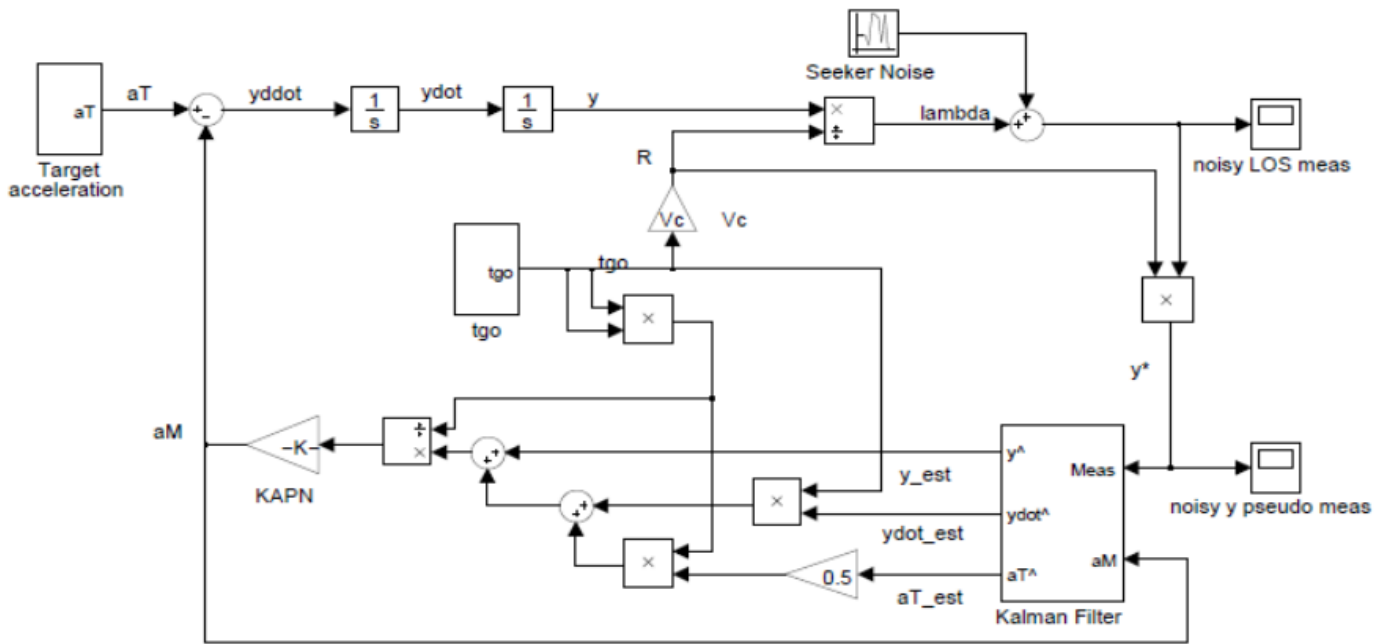 Seeker Noise
aT
aT
yddot
1
s
ydot
1
s
y
×
÷
lambda
+
+
+
-
Target
acceleration
R
noisy LOS meas
Vc
Vc
tgo
tgo
tgo
×
×
y*
aM
-K-
KAPN
÷
×
+
+
y^
y_est
Meas
noisy y pseudo meas
+
+
×
ydot^
ydot_est
×
0.5
aT^
aT_est
aM
Kalman Filter